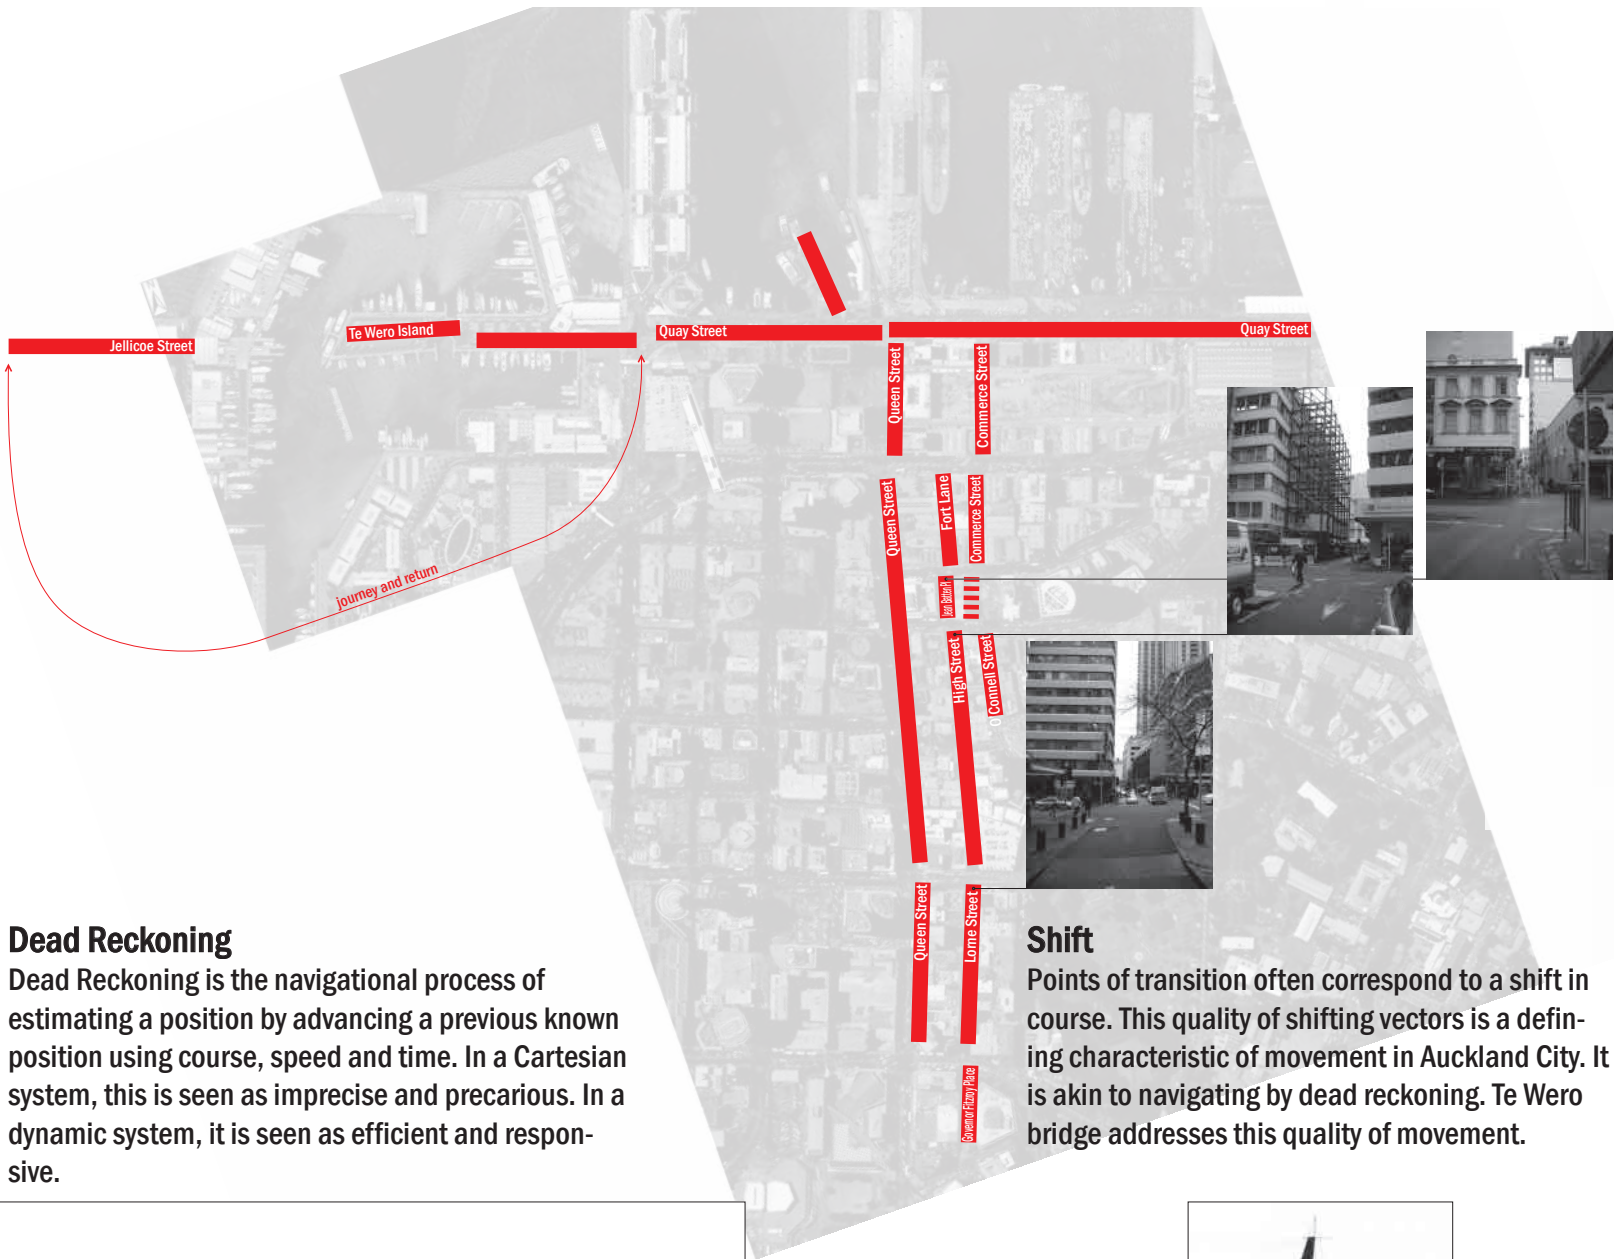 Te Wero Island
Jellicoe Street
Quay Street
Quay Street
Queen Street
Commerce Street
Queen Street
Fort Lane
Commerce Street
Jean Batten Pl
journey and return
High Street
O'Connell Street
Queen Street
Lorne Street
Governor Fitzroy Place
Dead Reckoning
Dead Reckoning is the navigational process of
estimating a position by advancing a previous known
position using course, speed and time. In a Cartesian
system, this is seen as imprecise and precarious. In a
dynamic system, it is seen as efficient and respon-
sive.
Shift
Points of transition often correspond to a shift in
course. This quality of shifting vectors is a defin-
ing characteristic of movement in Auckland City. It
is akin to navigating by dead reckoning. Te Wero
bridge addresses this quality of movement.